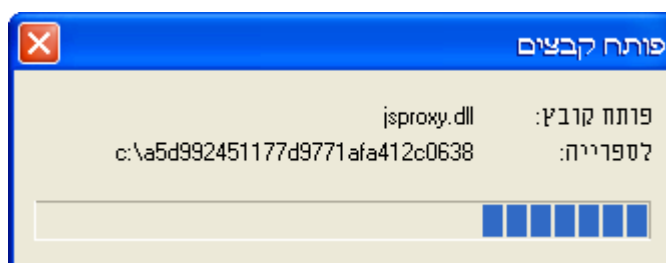 פותח קבצים
פותח קובץ: jsproxy.dll
לספרייה: c:\a5d992451177d9771afa412c0638